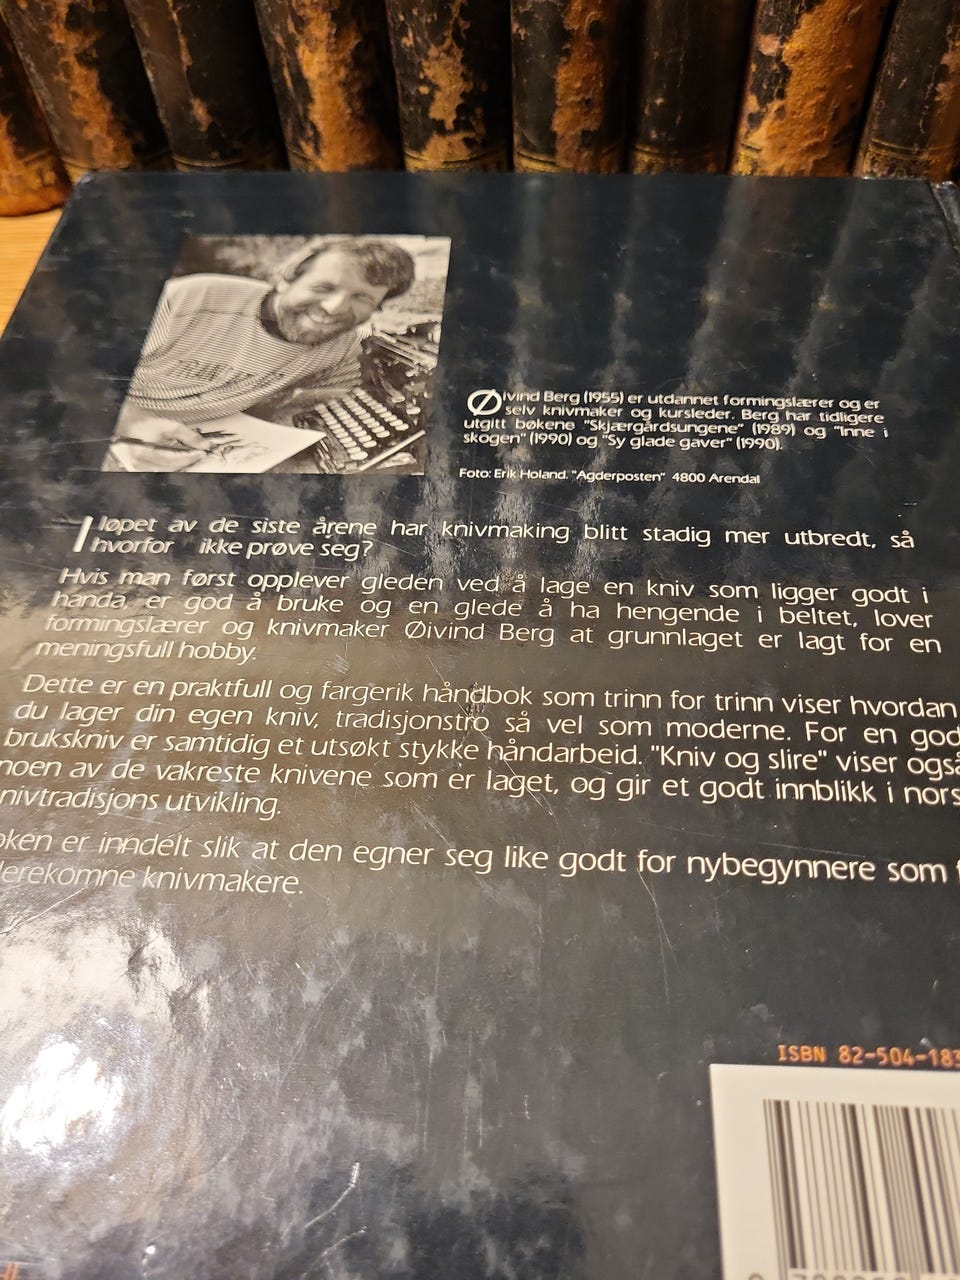 Øivind Berg (1955) er utdannet formingslærer og er
selv knivmaker og kursleder. Berg har tidligere
utgitt bøkene "Skjærgårdsungene" (1989) og "Inne i
skogen" (1990) og "Sy glade gaver" (1990).
Foto: Erik Holand. "Agderposten" 4800 Arendal
I løpet av de siste årene har knivmaking blitt stadig mer utbredt, så
hvorfor ikke prøve seg?
Hvis man først opplever gleden ved å lage en kniv som ligger godt i
handa, er god å bruke og en glede å ha hengende i beltet, lover
formingslærer og knivmaker Øivind Berg at grunnlaget er lagt for en
meningsfull hobby.
Dette er en praktfull og fargerik håndbok som trinn for trinn viser hvordan
du lager din egen kniv, tradisjonstro så vel som moderne. For en god
brukskniv er samtidig et utsøkt stykke håndarbeid. "Kniv og slire" viser også
noen av de vakreste knivene som er laget, og gir et godt innblikk i nors
nivtradisjons utvikling.
oken er inndelt slik at den egner seg like godt for nybegynnere som f
derekomne knivmakere.
ISBN 82-504-183